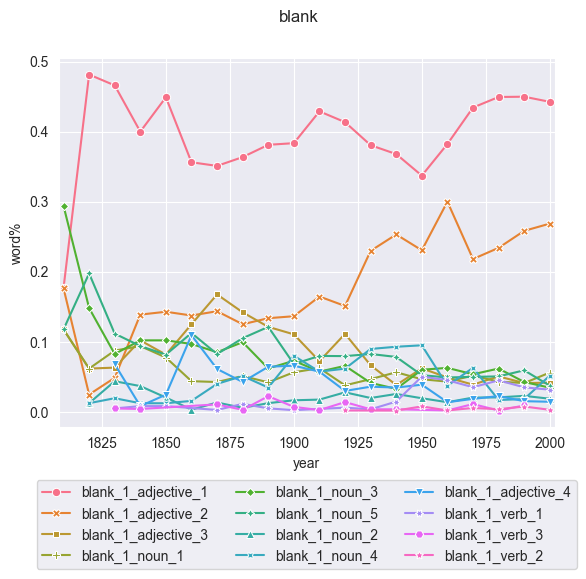 blank
0.5
0.4
0.3
0.2
0.1
0.0
word%
1825 1850 1875 1900 1925 1950 1975 2000
year
blank_1_adjective_1 blank_1_noun_3 blank_1_adjective_4
blank_1_adjective_2 blank_1_noun_5 blank_1_verb_1
blank_1_adjective_3 blank_1_noun_2 blank_1_verb_3
blank_1_noun_1 blank_1_noun_4 blank_1_verb_2